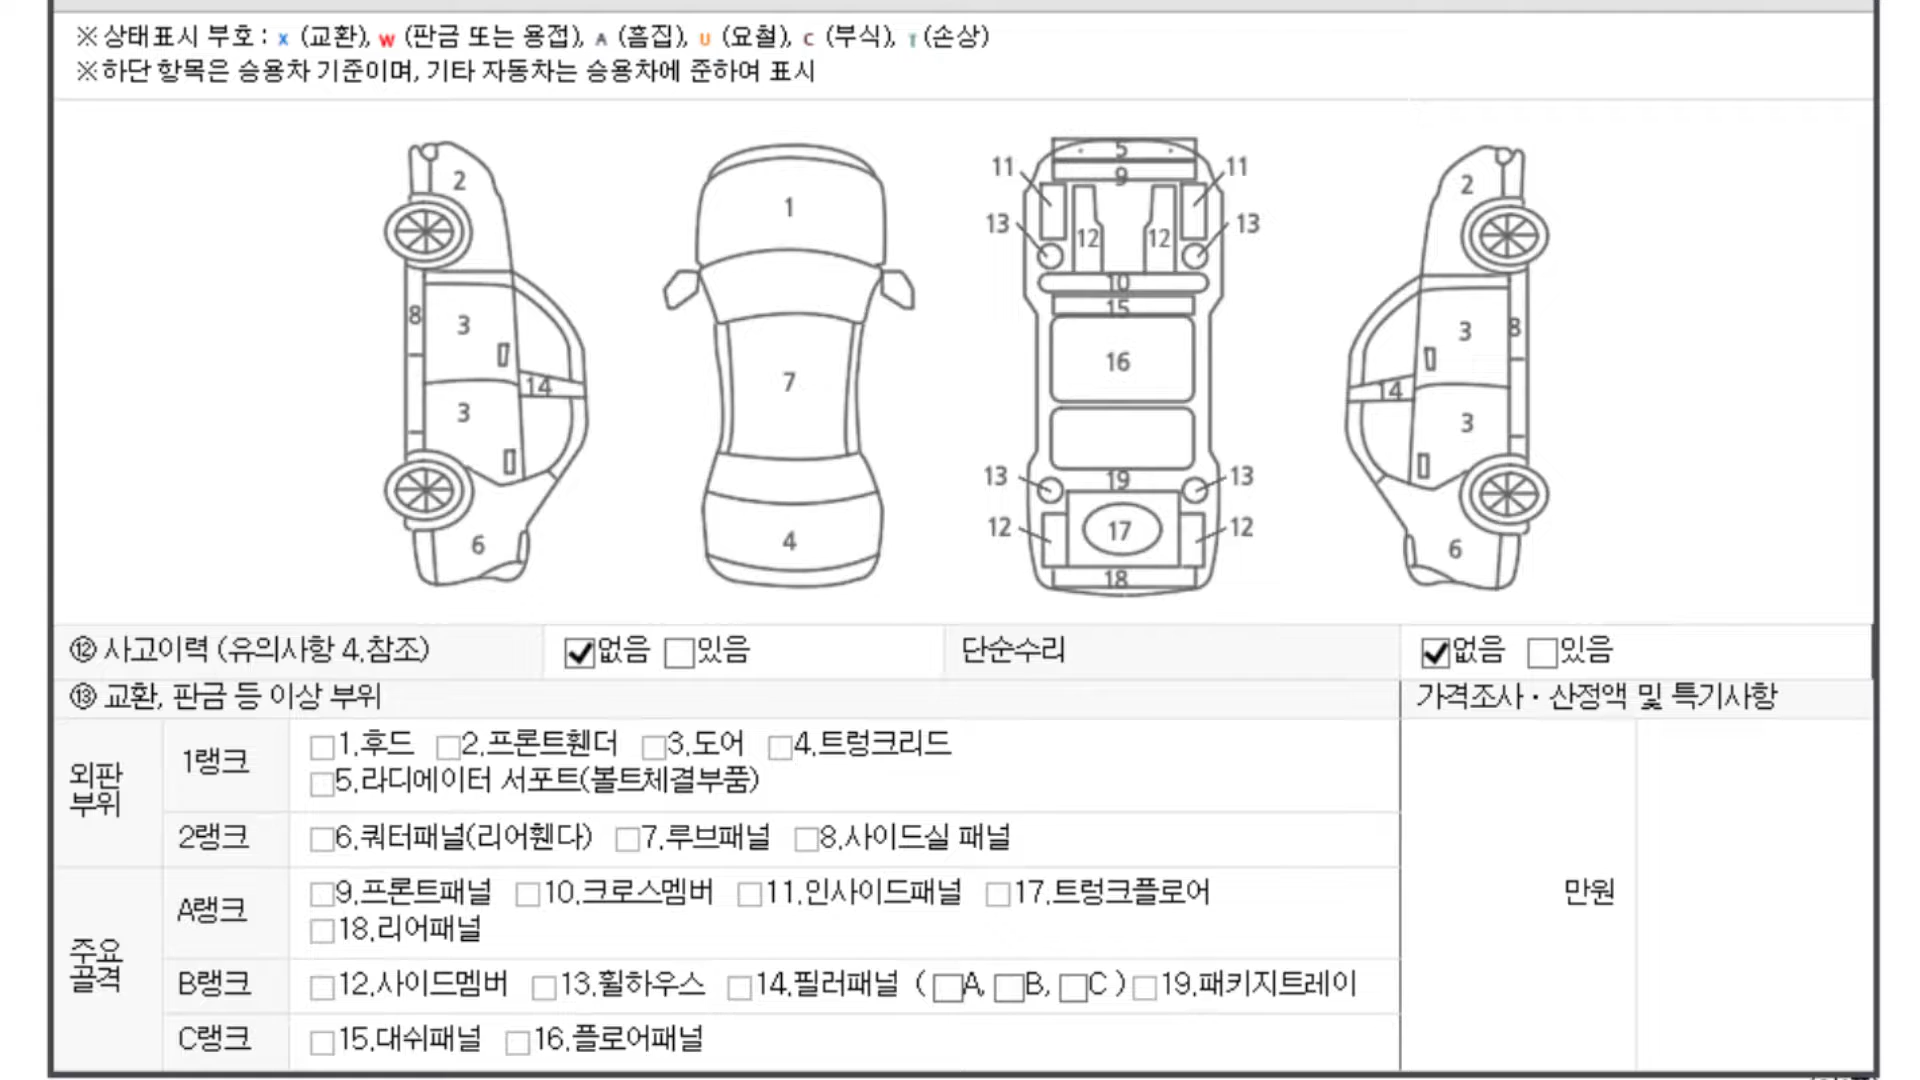 ※상태표시 부호 : X (교환), W (판금 또는 용접), A (흠집), U (요철), C (부식), T (손상)
※하단 항목은 승용차 기준이며, 기타 자동차는 승용차에 준하여 표시
2
8
3
14
3
6
1
7
4
5
11 9 11
13 12 12 13
10
15
16
13 19 13
12 17 12
18
2
3
8
14
3
6
⑫ 사고이력 (유의사항 4.참조) 없음 있음 단순수리 없음 있음
⑬ 교환, 판금 등 이상 부위 가격조사 · 산정액 및 특기사항
외판 부위
1랭크 1.후드 2.프론트휀더 3.도어 4.트렁크리드
5.라디에이터 서포트(볼트체결부품)
2랭크 6.쿼터패널(리어휀다) 7.루브패널 8.사이드실 패널
주요 골격
A랭크 9.프론트패널 10.크로스멤버 11.인사이드패널 17.트렁크플로어
18.리어패널
만원
B랭크 12.사이드멤버 13.휠하우스 14.필러패널 ( A, B, C ) 19.패키지트레이
C랭크 15.대쉬패널 16.플로어패널